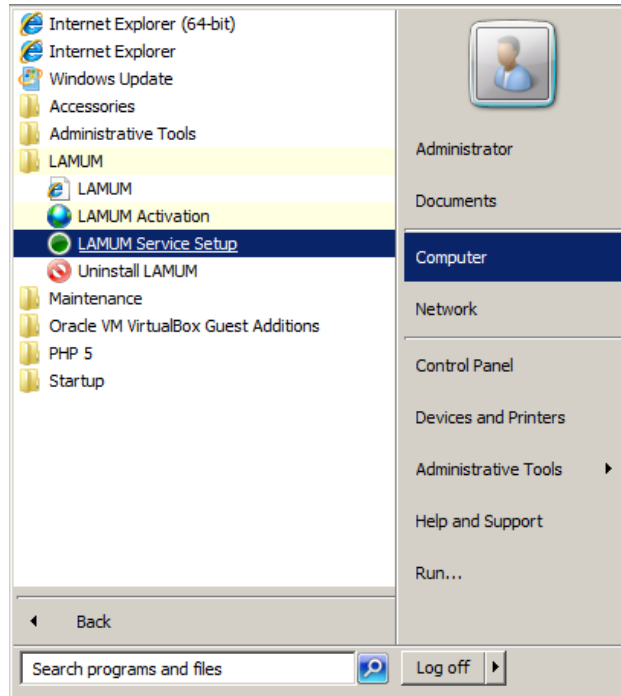 Internet Explorer (64-bit)
Internet Explorer
Windows Update
Accessories
Administrative Tools
LAMUM
LAMUM
LAMUM Activation
LAMUM Service Setup
Uninstall LAMUM
Maintenance
Oracle VM VirtualBox Guest Additions
PHP 5
Startup
Back
Search programs and files
Administrator
Documents
Computer
Network
Control Panel
Devices and Printers
Administrative Tools
Help and Support
Run...
Log off